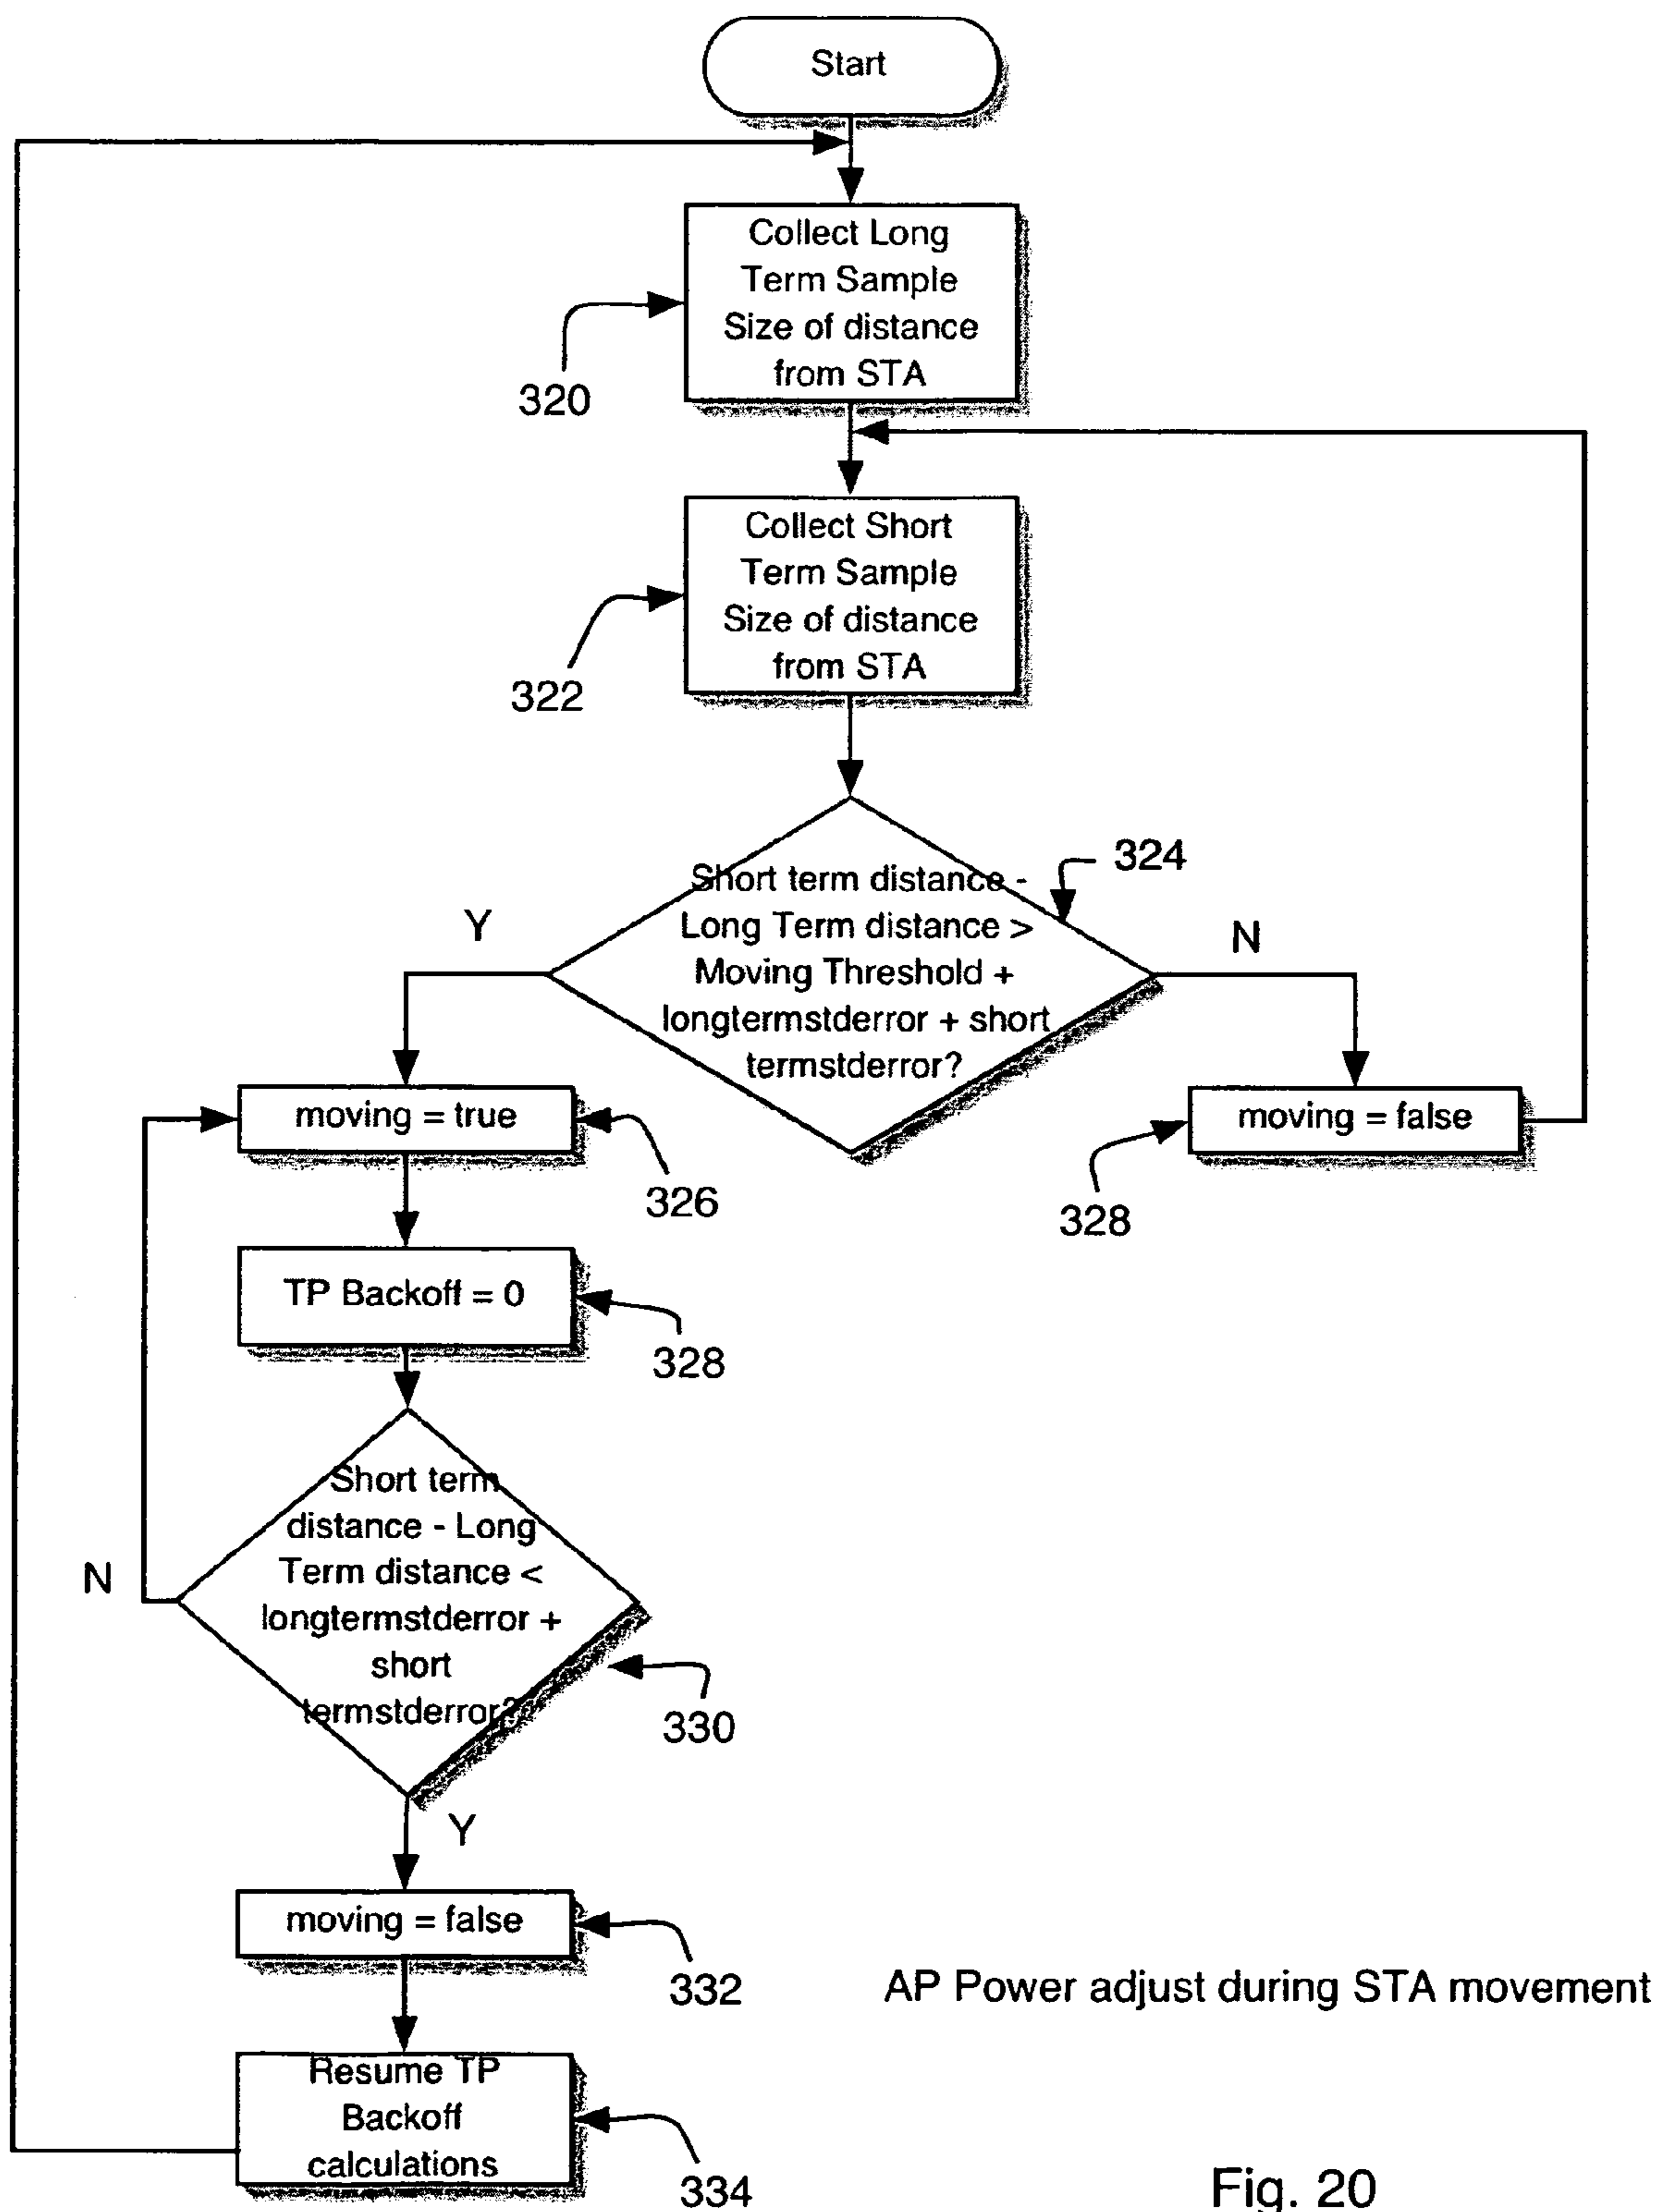 Start
Collect Long
Term Sample
Size of distance
from STA
320
Collect Short
Term Sample
Size of distance
from STA
322
Short term distance -
Long Term distance >
Moving Threshold +
longtermstderror + short
termstderror?
324
Y
N
moving = true
326
moving = false
328
TP Backoff = 0
328
Short term
distance - Long
Term distance <
longtermstderror +
short
termstderror?
N
330
Y
moving = false
332
AP Power adjust during STA movement
Resume TP
Backoff
calculations
334
Fig. 20